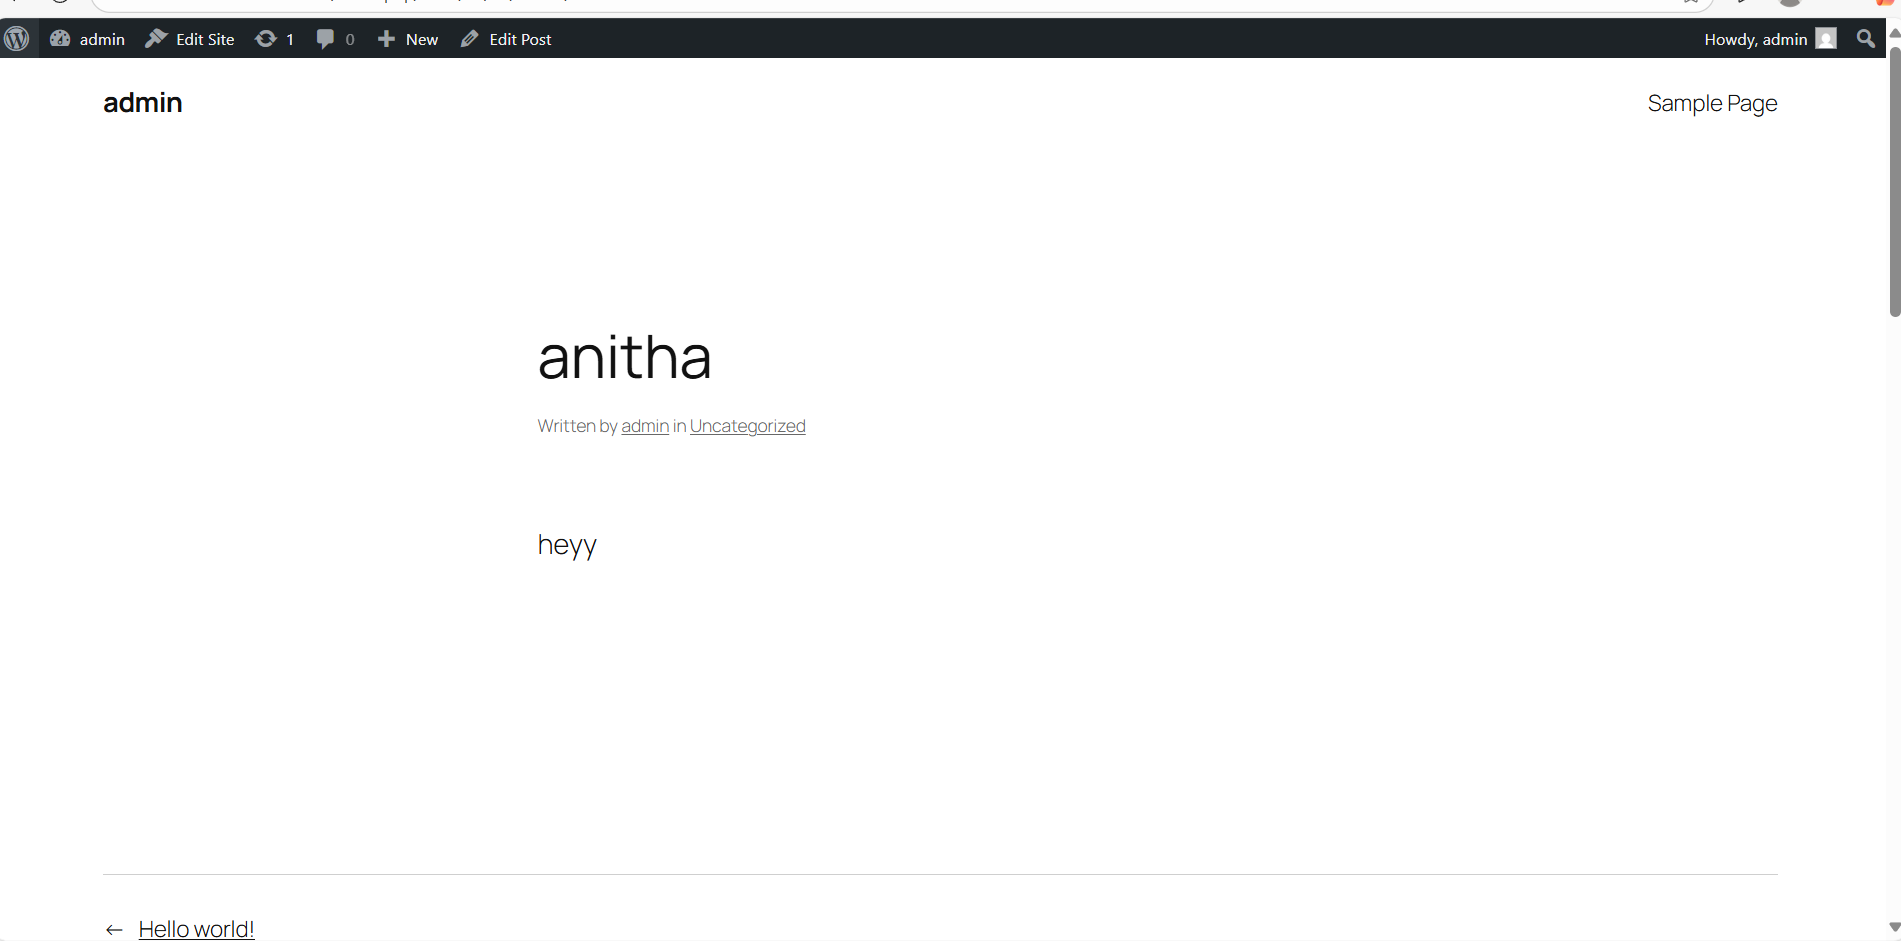 admin Edit Site 1 0 New Edit Post Howdy, admin
admin Sample Page
anitha
Written by admin in Uncategorized
heyy
← Hello world!